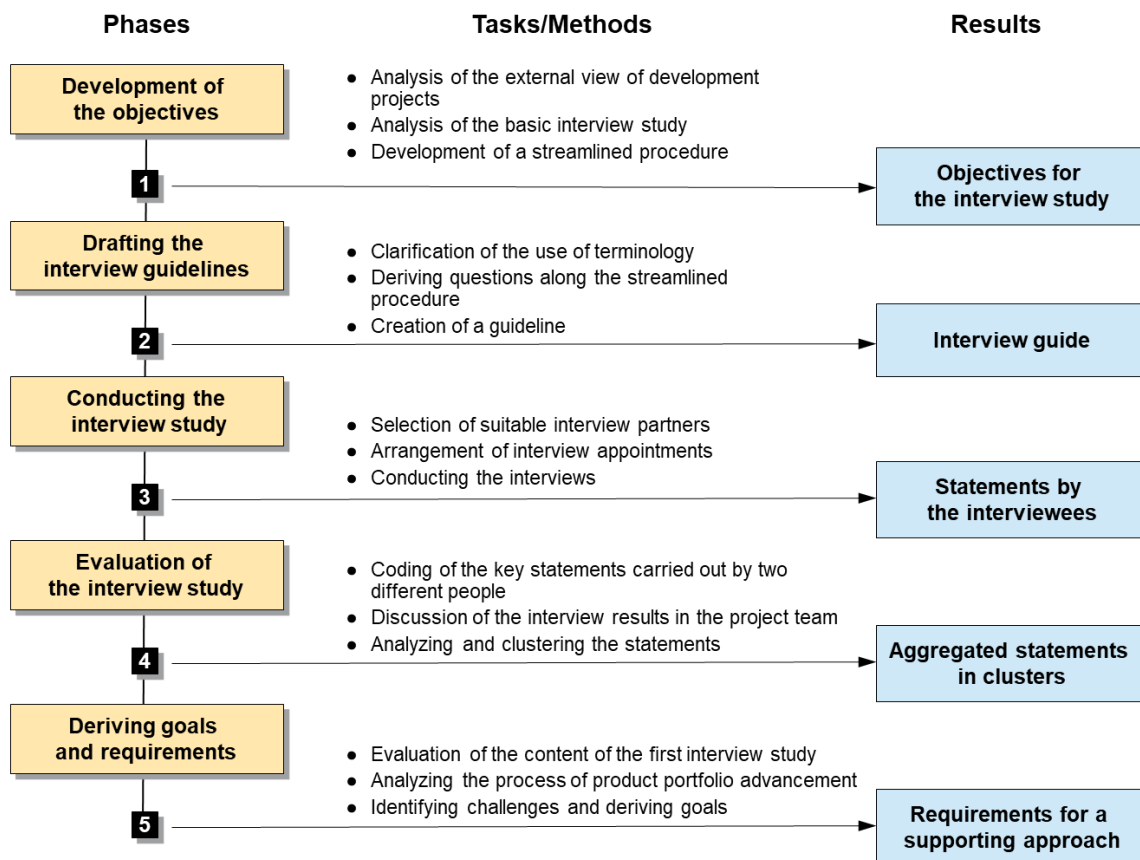 Phases
Tasks/Methods
Results
Development of
the objectives
● Analysis of the external view of development
projects
● Analysis of the basic interview study
● Development of a streamlined procedure
1
Objectives for
the interview study
Drafting the
interview guidelines
● Clarification of the use of terminology
● Deriving questions along the streamlined
procedure
● Creation of a guideline
2
Interview guide
Conducting the
interview study
● Selection of suitable interview partners
● Arrangement of interview appointments
● Conducting the interviews
3
Statements by
the interviewees
Evaluation of
the interview study
● Coding of the key statements carried out by two
different people
● Discussion of the interview results in the project team
● Analyzing and clustering the statements
4
Aggregated statements
in clusters
Deriving goals
and requirements
● Evaluation of the content of the first interview study
● Analyzing the process of product portfolio advancement
● Identifying challenges and deriving goals
5
Requirements for a
supporting approach